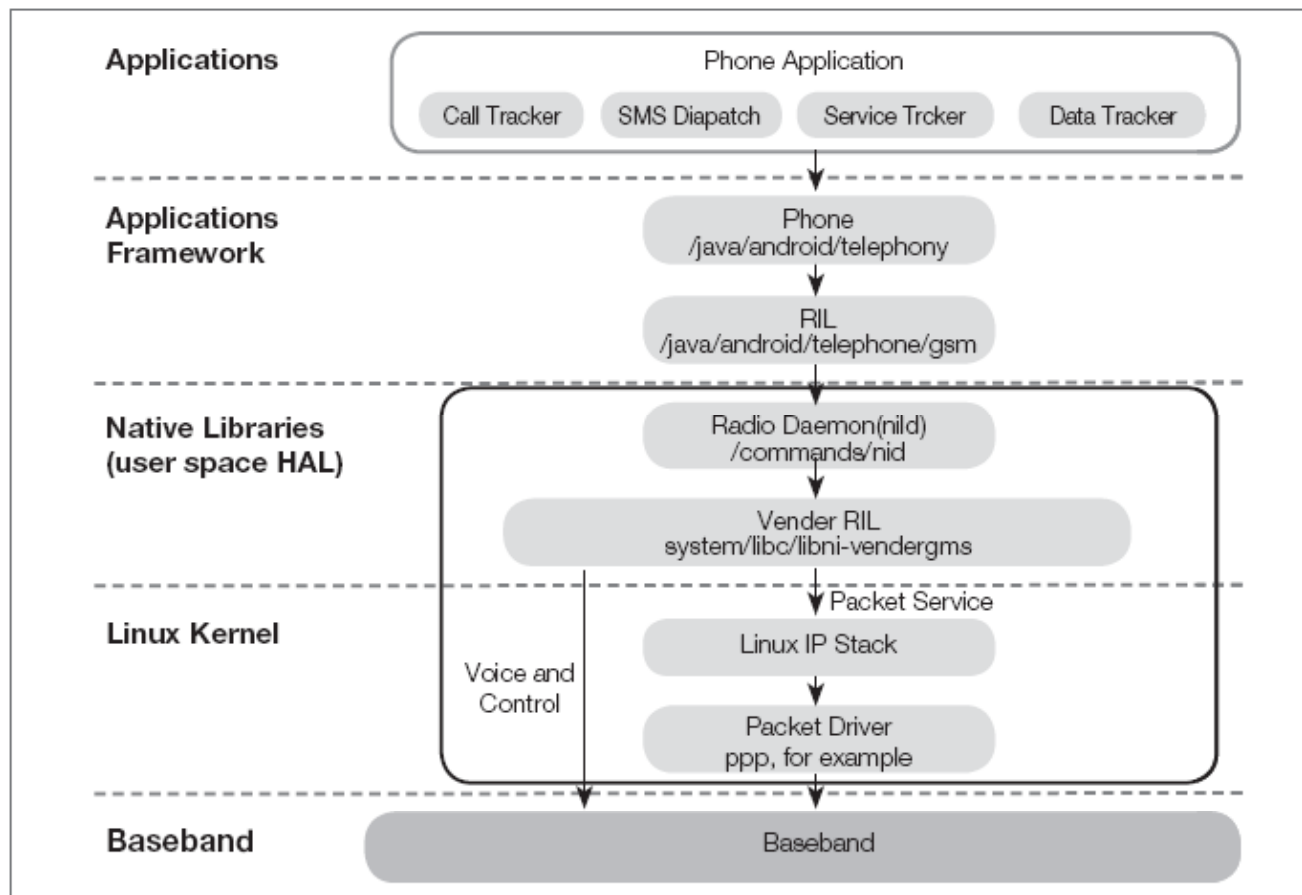 Applications
Phone Application
Call Tracker
SMS Diapatch
Service Trcker
Data Tracker
Applications
Framework
Phone
/java/android/telephony
RIL
/java/android/telephone/gsm
Native Libraries
(user space HAL)
Radio Daemon(nild)
/commands/nid
Vender RIL
system/libc/libni-vendergms
Packet Service
Linux Kernel
Linux IP Stack
Voice and
Control
Packet Driver
ppp, for example
Baseband
Baseband